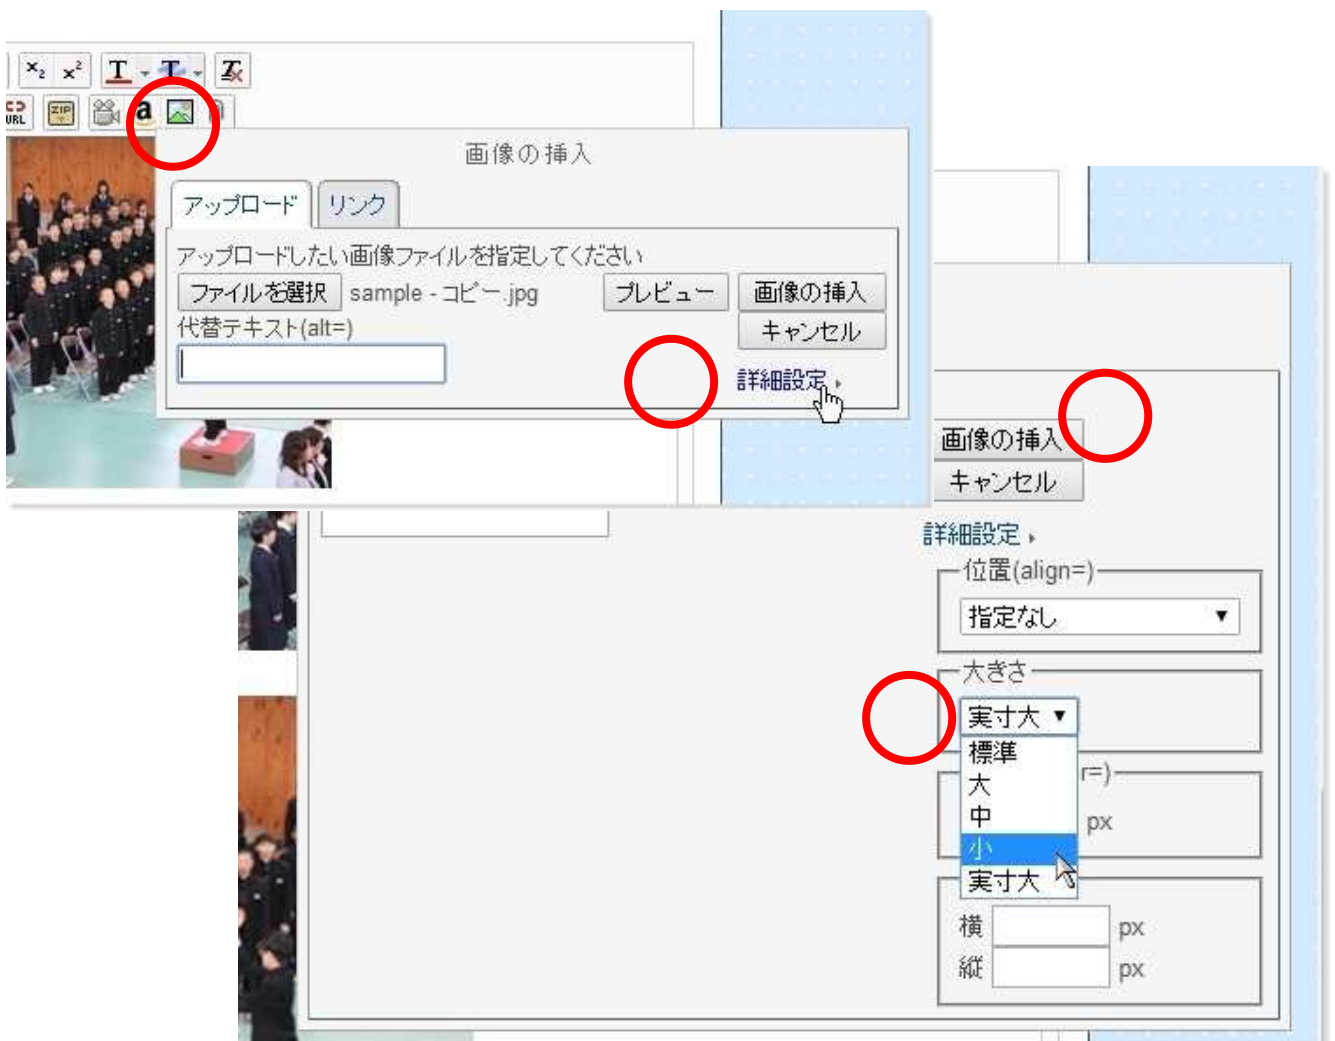 x₂ x² T T T
URL ZIP a
画像の挿入
アップロード リンク
アップロードしたい画像ファイルを指定してください
ファイルを選択 sample - コピー.jpg プレビュー 画像の挿入
代替テキスト(alt=) キャンセル
詳細設定
画像の挿入
キャンセル
詳細設定
位置(align=)
指定なし
大きさ
実寸大
標準
大 r=)
中 px
小
実寸大
横 px
縦 px